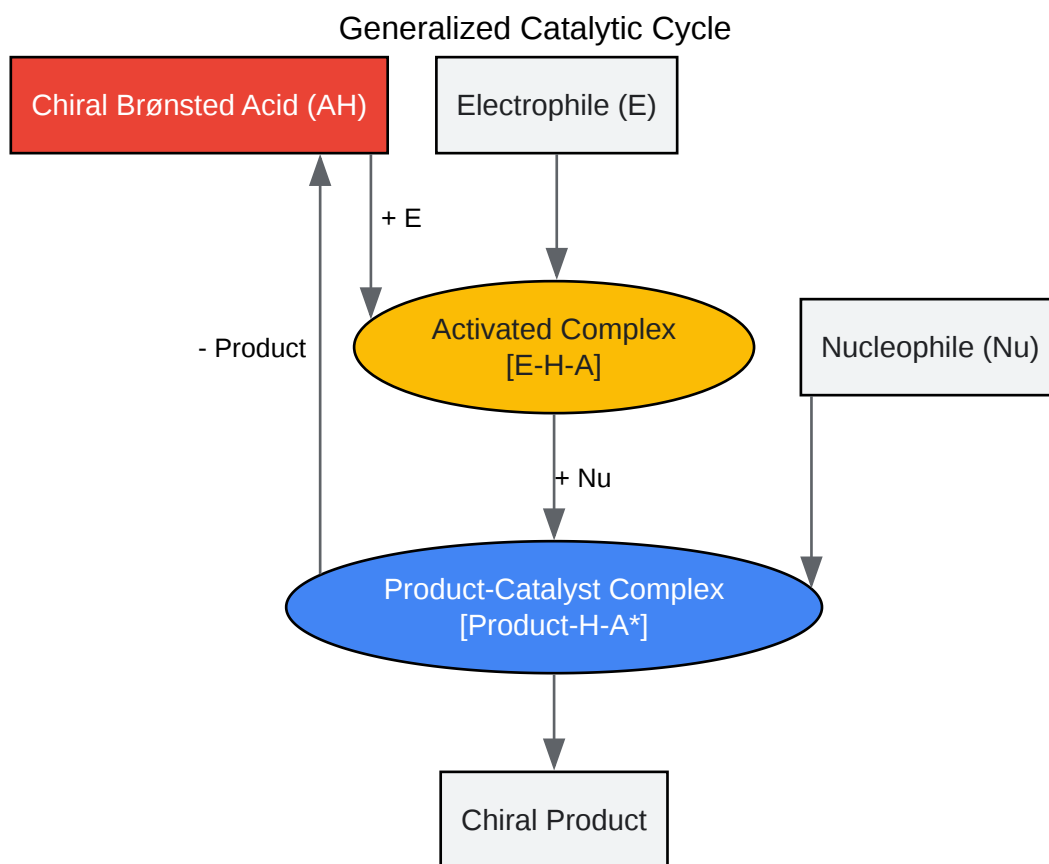 Generalized Catalytic Cycle
Chiral Brønsted Acid (AH)
Electrophile (E)
+ E
Activated Complex
[E-H-A]
- Product
Nucleophile (Nu)
+ Nu
Product-Catalyst Complex
[Product-H-A*]
Chiral Product